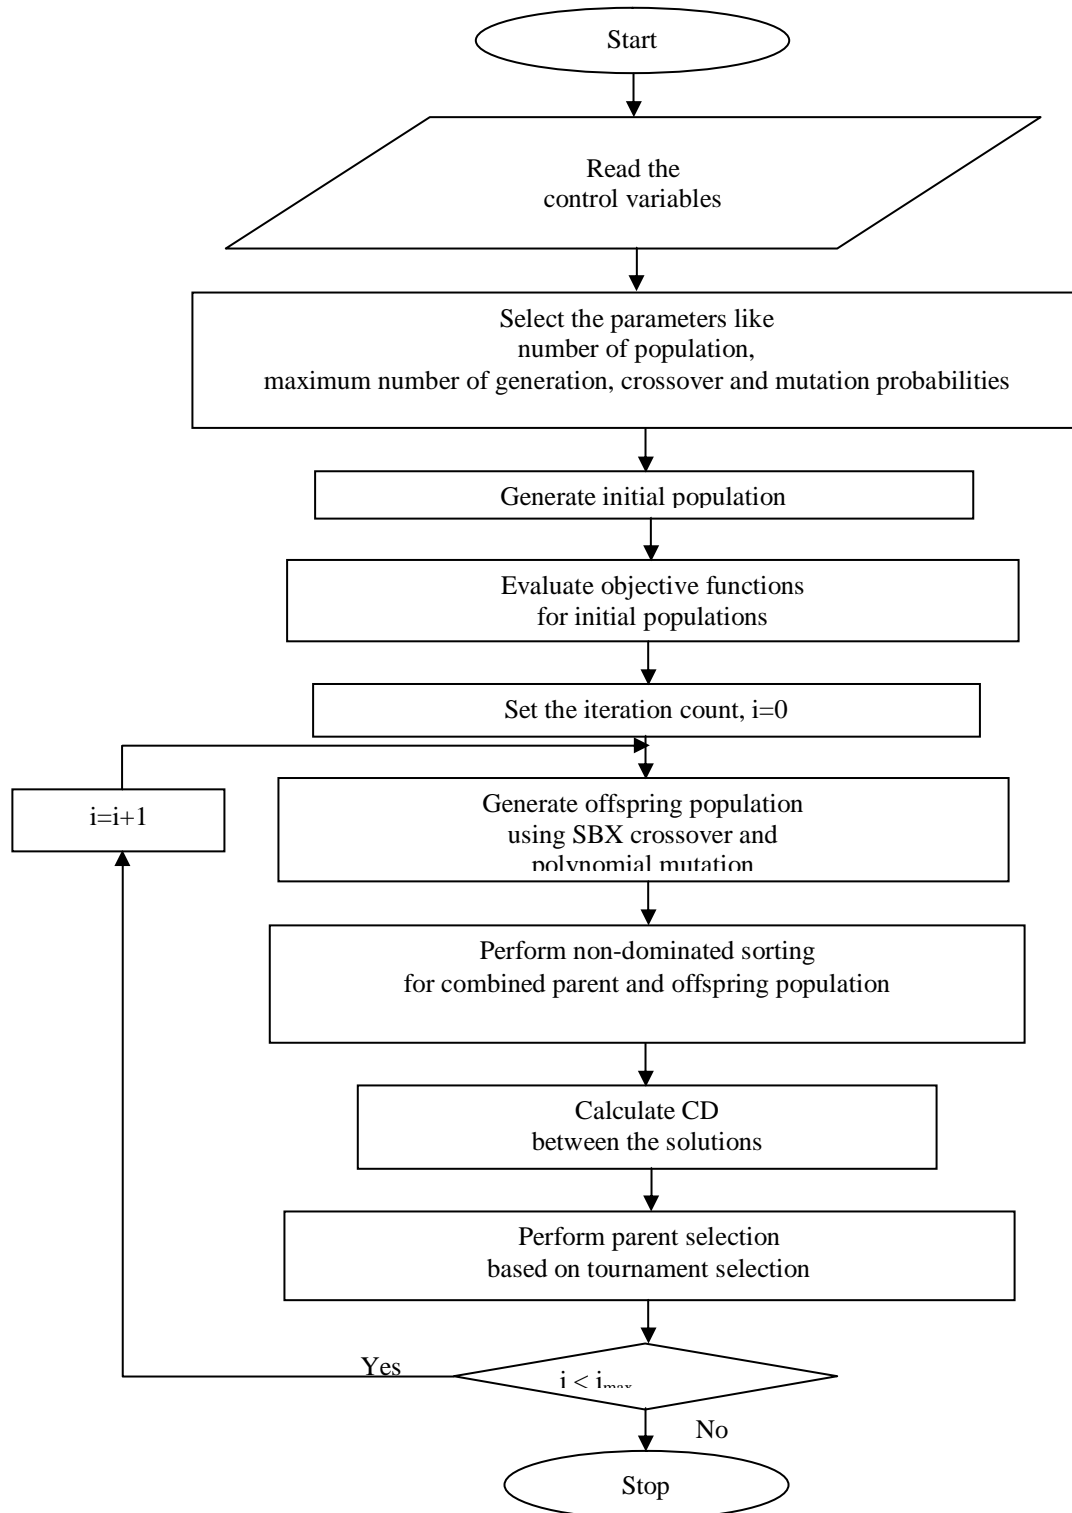 Start
Read the
control variables
Select the parameters like
number of population,
maximum number of generation, crossover and mutation probabilities
Generate initial population
Evaluate objective functions
for initial populations
Set the iteration count, i=0
i=i+1
Generate offspring population
using SBX crossover and
polynomial mutation
Perform non-dominated sorting
for combined parent and offspring population
Calculate CD
between the solutions
Perform parent selection
based on tournament selection
Yes
i < imax
No
Stop